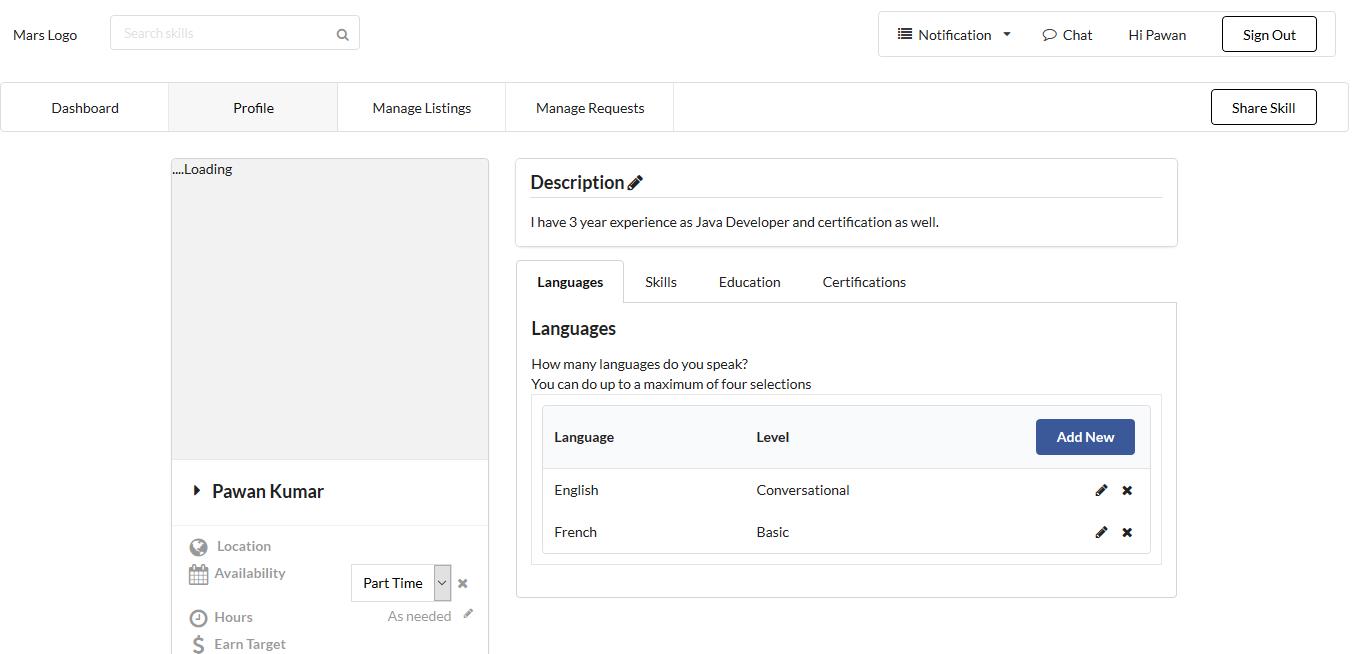 Mars Logo
Search skills
Notification
Chat
Hi Pawan
Sign Out
Dashboard
Profile
Manage Listings
Manage Requests
Share Skill
....Loading
Pawan Kumar
Location
Availability
Part Time
Hours
As needed
Earn Target
Description
I have 3 year experience as Java Developer and certification as well.
Languages
Skills
Education
Certifications
Languages
How many languages do you speak?
You can do up to a maximum of four selections
Language Level Add New
English Conversational
French Basic